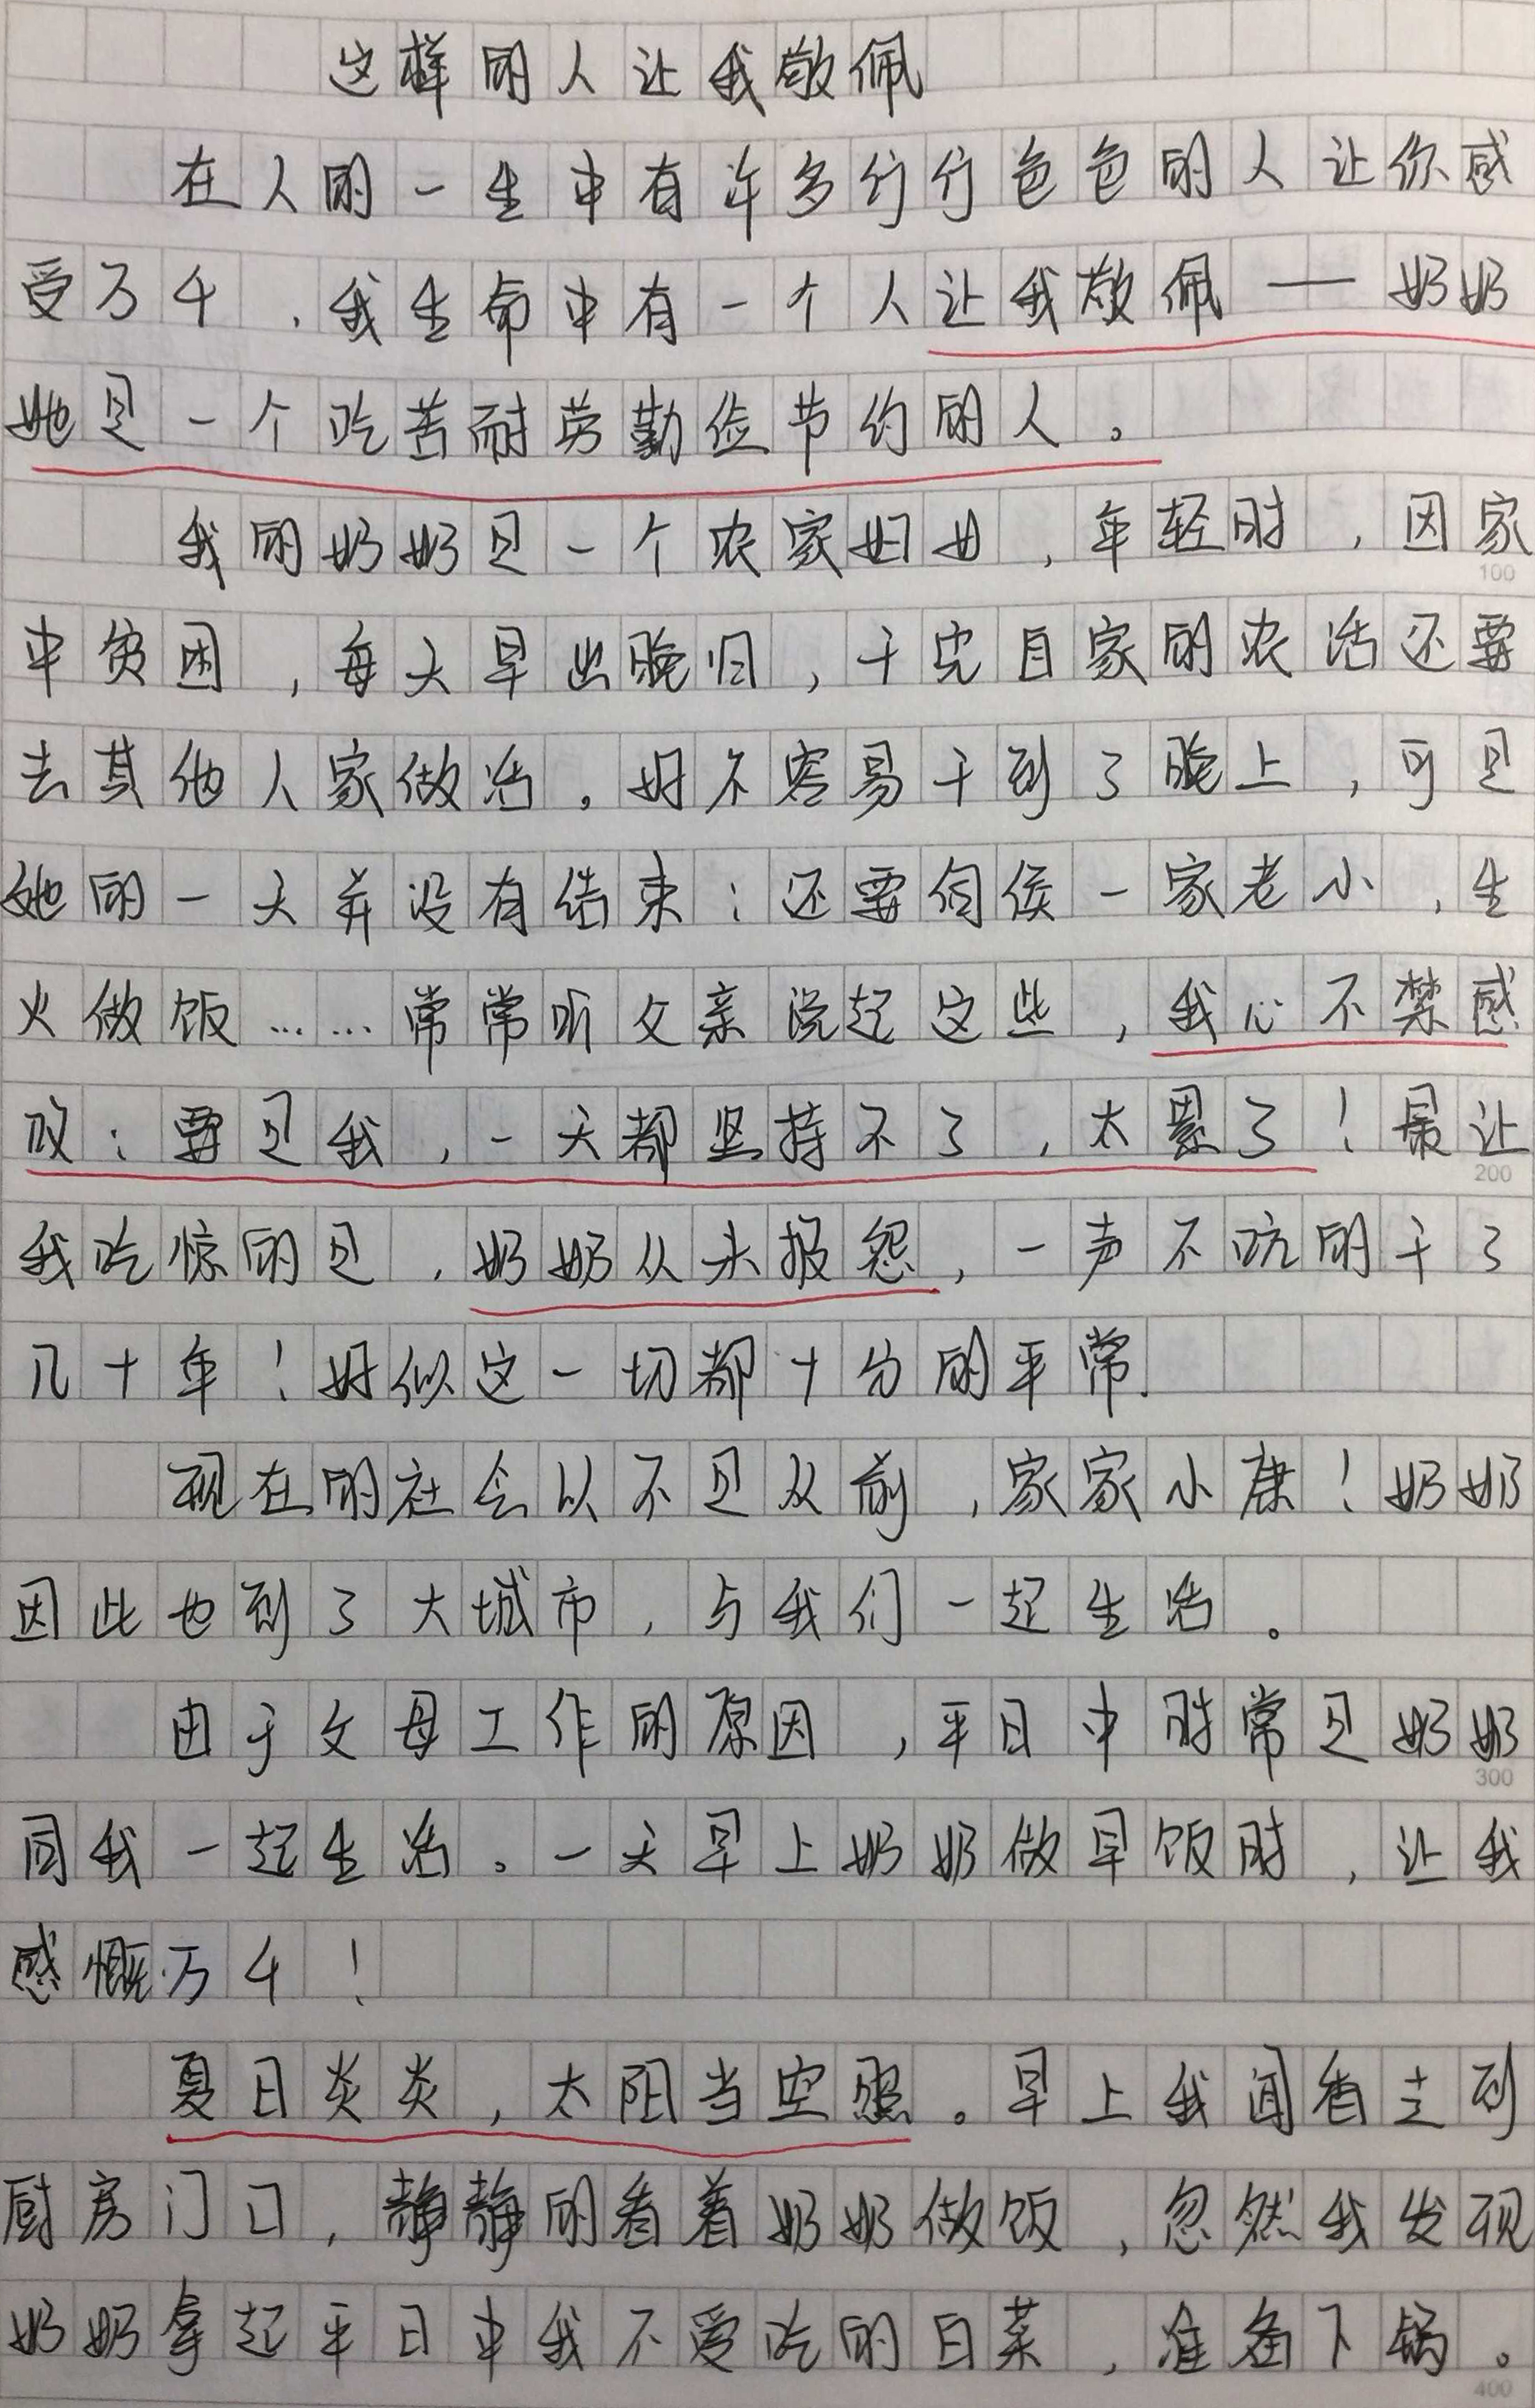 这样的人让我敬佩
在人的一生中有许多行行色色的人让你感
受万千,我生命中有一个人让我敬佩——奶奶
她是一个吃苦耐劳勤俭节约的人。
我的奶奶是一个农家妇女,年轻时,因家
100
中贫困,每天早出晚归,干完自家的农活还要
去其他人家做活。好不容易干到了晚上,可是
她的一天并没有结束:还要伺侯一家老小,生
火做饭……常常听父亲说起这些,我心不禁感
叹:要是我,一天都坚持不了,太累了!最让
200
我吃惊的是,奶奶从未报怨,一声不吭的干了
几十年!好似这一切都十分的平常.
现在的社会以不是从前,家家小康!奶奶
因此也到了大城市,与我们一起生活。
由于父母工作的原因,平日中时常是奶奶
300
同我一起生活。一天早上奶奶做早饭时,让我
感慨万千!
夏日炎炎,太阳当空照。早上我闻着走到
厨房门口,静静的看着奶奶做饭,忽然我发现
奶奶拿起平日中我不爱吃的白菜,准备下锅。
400